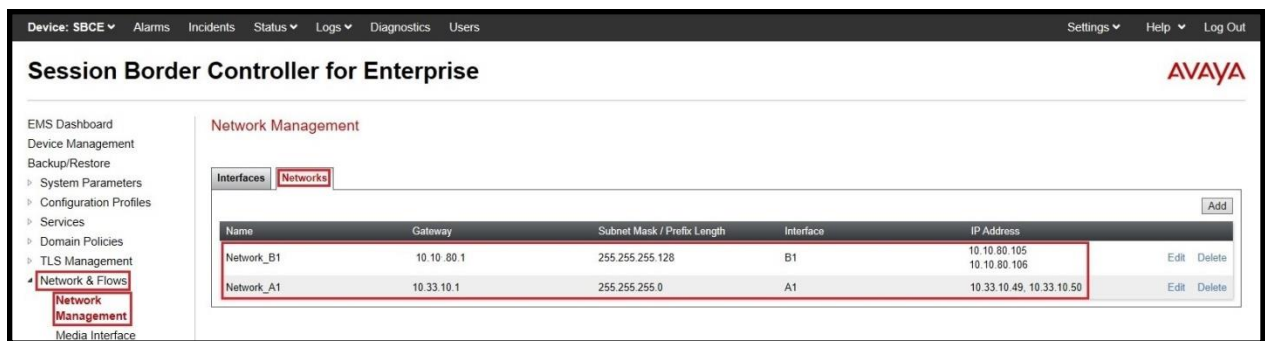 Device: SBCE Alarms Incidents Status Logs Diagnostics Users Settings Help Log Out
Session Border Controller for Enterprise
AVAYA
EMS Dashboard
Device Management
Backup/Restore
System Parameters
Configuration Profiles
Services
Domain Policies
TLS Management
Network & Flows
Network
Management
Media Interface
Network Management
Interfaces Networks
Add
Name Gateway Subnet Mask / Prefix Length Interface IP Address
Network_B1 10.10.80.1 255.255.255.128 B1 10.10.80.105
10.10.80.106 Edit Delete
Network_A1 10.33.10.1 255.255.255.0 A1 10.33.10.49, 10.33.10.50 Edit Delete